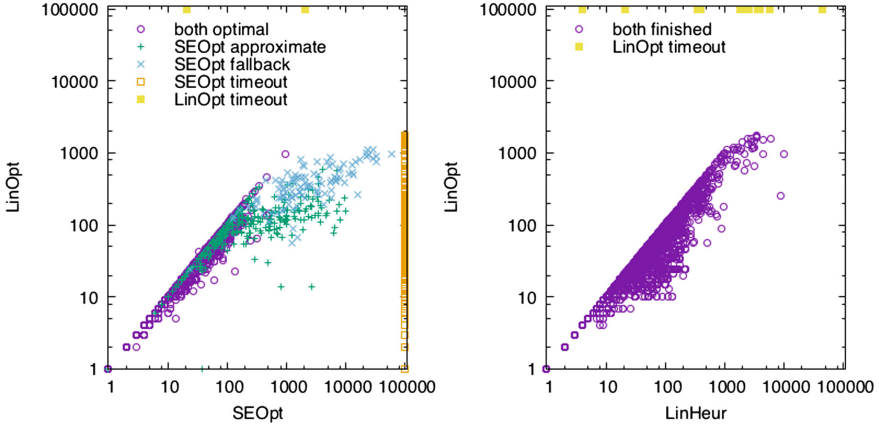 100000
10000
1000
100
10
1
LinOpt
both optimal
SEOpt approximate
SEOpt fallback
SEOpt timeout
LinOpt timeout
1 10 100 1000 10000 100000
SEOpt
100000
10000
1000
100
10
1
LinOpt
both finished
LinOpt timeout
1 10 100 1000 10000 100000
LinHeur